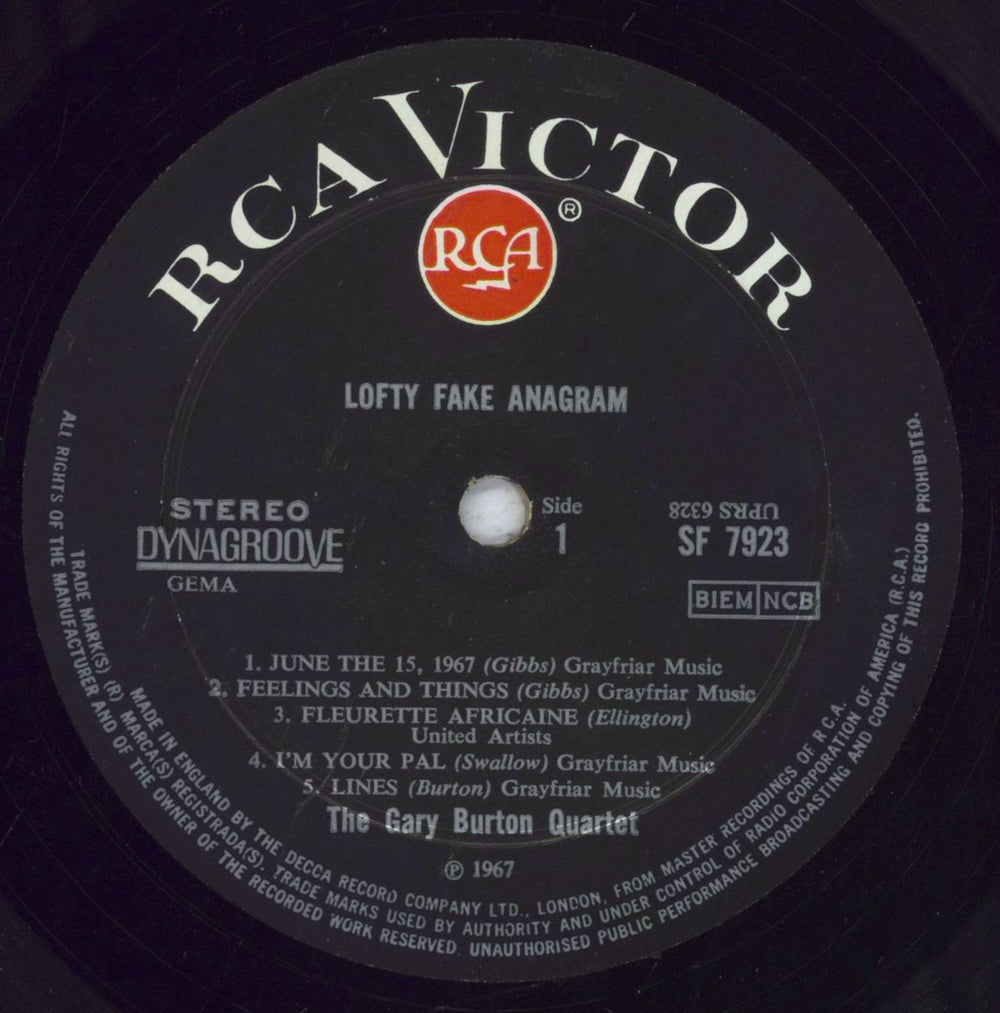 RCA VICTOR
RCA ®
LOFTY FAKE ANAGRAM
STEREO
DYNAGROOVE
GEMA
Side
1
UPRS 6328
SF 7923
BIEM NCB
1. JUNE THE 15, 1967 (Gibbs) Grayfriar Music
2. FEELINGS AND THINGS (Gibbs) Grayfriar Music
3. FLEURETTE AFRICAINE (Ellington)
United Artists
4. I'M YOUR PAL (Swallow) Grayfriar Music
5. LINES (Burton) Grayfriar Music
The Gary Burton Quartet
℗ 1967
MADE IN ENGLAND BY THE DECCA RECORD COMPANY LTD., LONDON, FROM MASTER RECORDINGS OF R.C.A.
TRADE MARK(S) (R) MARCA(S) REGISTRADA(S). TRADE MARKS USED BY AUTHORITY AND UNDER CONTROL OF RADIO CORPORATION OF AMERICA (R.C.A.)
ALL RIGHTS OF THE MANUFACTURER AND OF THE OWNER OF THE RECORDED WORK RESERVED. UNAUTHORISED PUBLIC PERFORMANCE BROADCASTING AND COPYING OF THIS RECORD PROHIBITED.